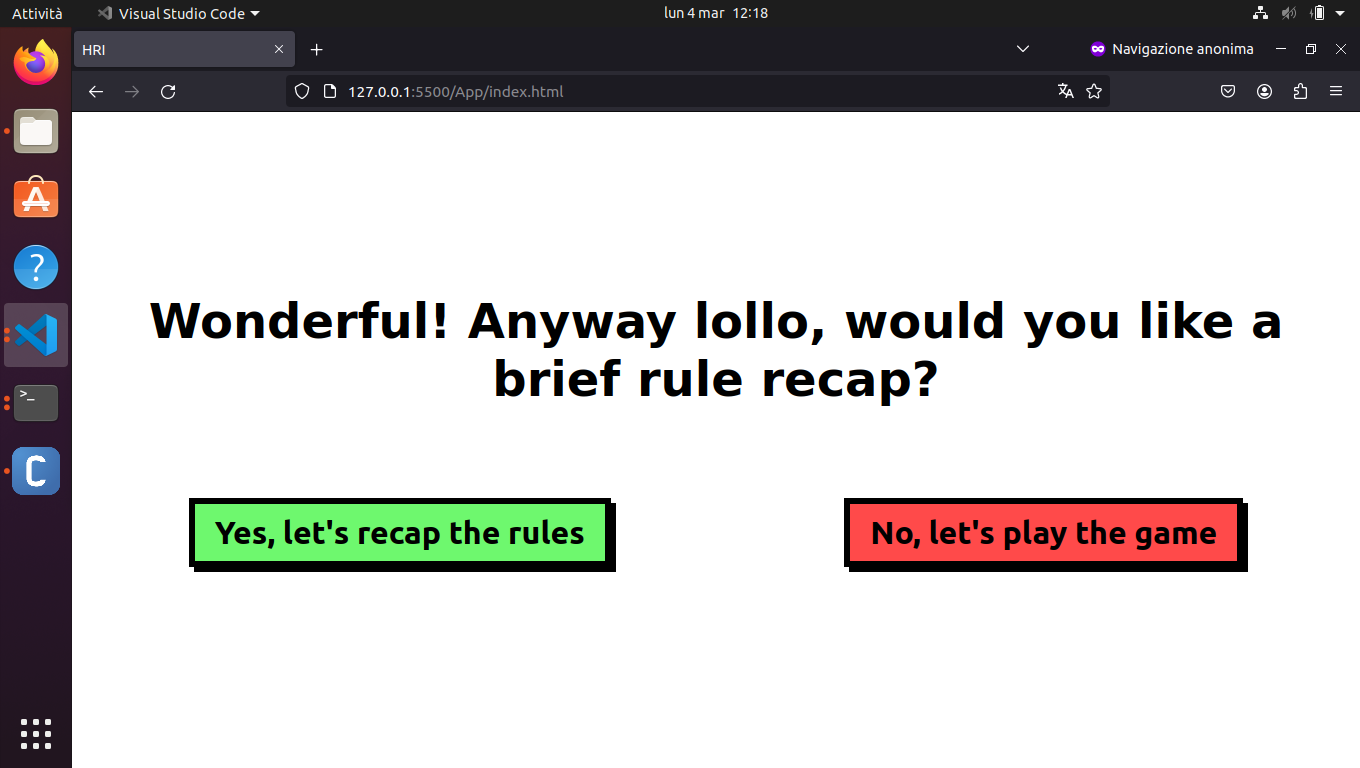 Attività
Visual Studio Code
lun 4 mar 12:18
HRI
Navigazione anonima
127.0.0.1:5500/App/index.html
Wonderful! Anyway lollo, would you like a
brief rule recap?
Yes, let's recap the rules
No, let's play the game